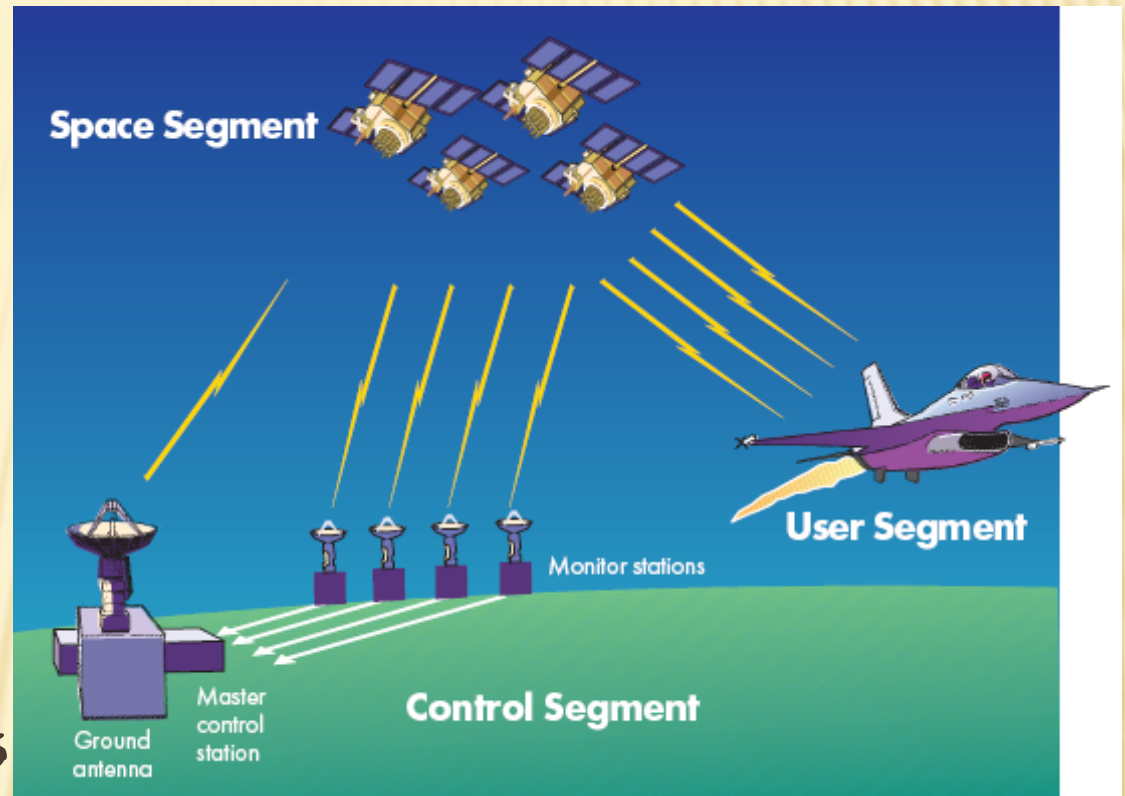 Space Segment
User Segment
Monitor stations
Control Segment
Master
control
station
Ground
antenna